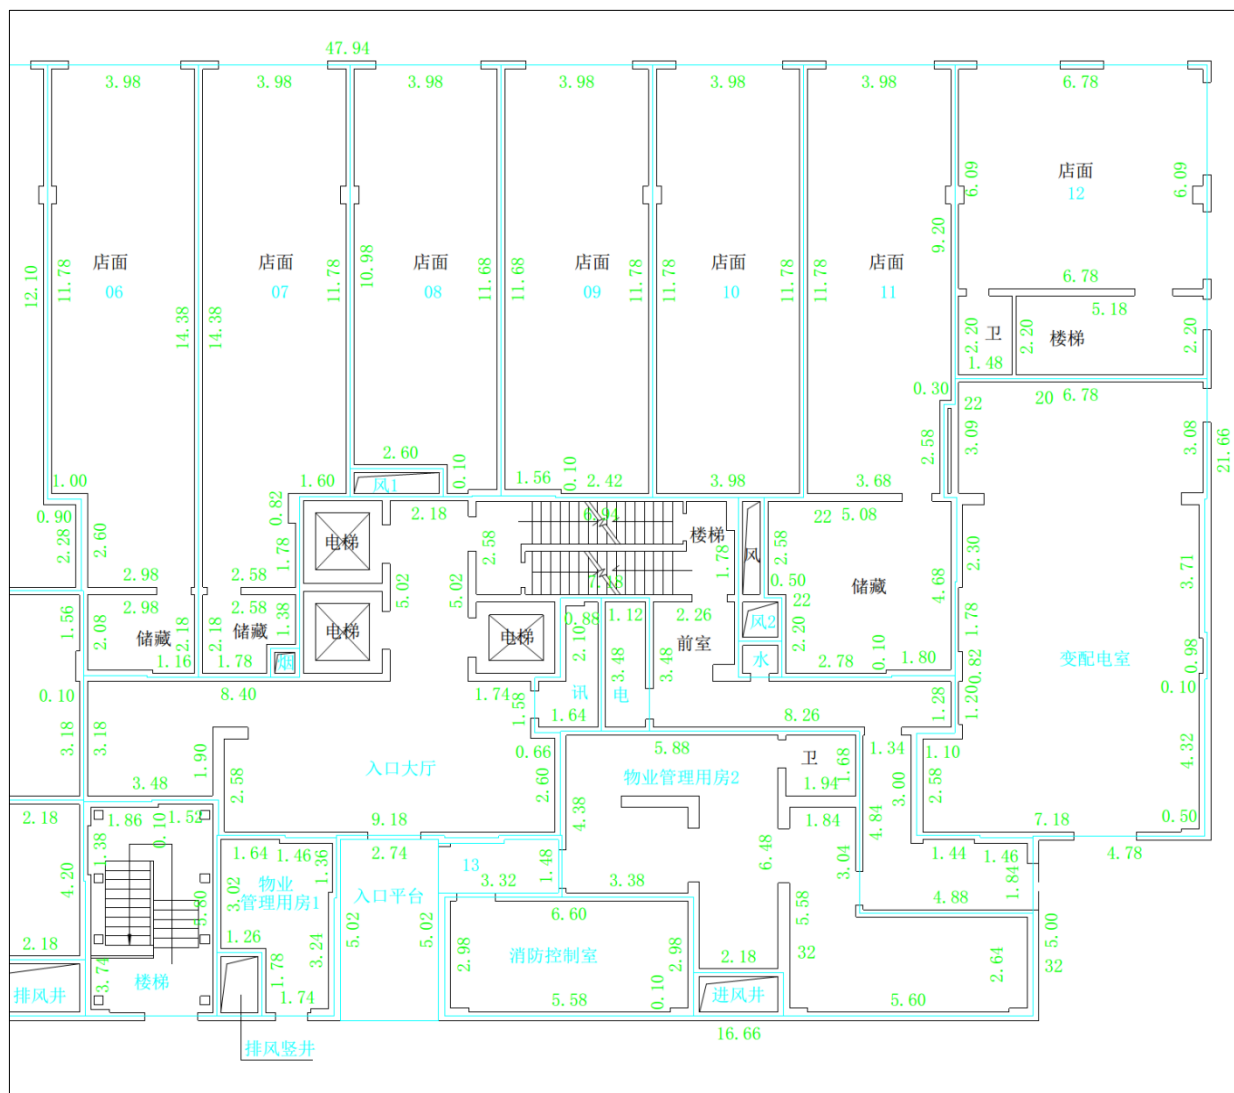 47.94
3.98 3.98 3.98 3.98 3.98 3.98 6.78
6.09 店面 12 6.09
9.20
12.10 11.78 店面 06 14.38
14.38 店面 07 11.78
10.98 店面 08 11.68
11.68 店面 09 11.78
11.78 店面 10 11.78
11.78 店面 11
6.78
5.18
2.20 卫 2.20 楼梯 2.20
1.48
0.30 22 20 6.78
2.58 3.09 3.08 21.66
1.00 1.60 2.60 0.10 1.56 0.10 2.42 3.98 3.68
风1
0.90 0.82 2.18 6.94 22 5.08
2.28 2.60 1.78 电梯 2.58 楼梯 1.78 风 2.58 2.30 3.71
2.98 2.58 5.02 5.02 7.18 0.50 储藏 4.68
1.56 2.98 2.58 0.88 1.12 2.26 22
2.08 储藏 2.18 2.18 储藏 1.38 电梯 电梯 2.10 3.48 3.48 前室 风2 2.20 1.78
1.16 1.78 烟 水 2.78 0.10 1.80 0.82 变配电室 0.98
0.10 8.40 1.74 1.58 讯 电 1.64 8.26 1.28 1.20 0.10
3.18 3.18 1.90 0.66 5.88 卫 1.68 1.34 1.10 4.32
3.48 2.58 入口大厅 2.60 物业管理用房2 1.94 3.00 2.58
2.18 1.86 0.10 1.52 9.18 4.38 1.84 4.84 7.18 0.50
1.38 1.64 1.46 1.36 2.74 13 1.48 6.48 3.04 1.44 1.46 4.78
4.20 5.80 3.02 物业
管理用房1 入口平台 3.32 3.38 4.88 1.84
2.18 1.26 3.24 5.02 5.02 6.60 5.58 5.00
3.74 楼梯 1.78 2.98 消防控制室 2.98 2.18 32 2.64 32
排风井 1.74 5.58 0.10 进风井 5.60
16.66
排风竖井